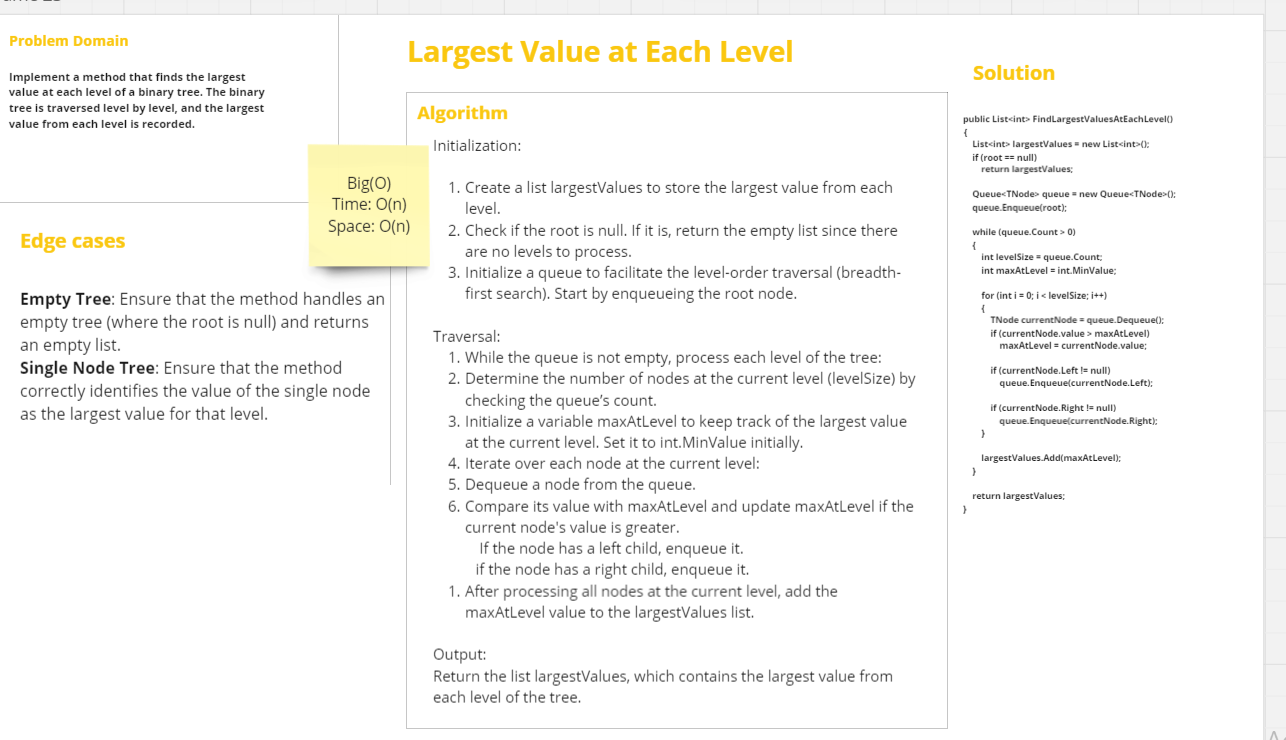 Problem Domain
Implement a method that finds the largest
value at each level of a binary tree. The binary
tree is traversed level by level, and the largest
value from each level is recorded.
Edge cases
Empty Tree: Ensure that the method handles an
empty tree (where the root is null) and returns
an empty list.
Single Node Tree: Ensure that the method
correctly identifies the value of the single node
as the largest value for that level.
Big(O)
Time: O(n)
Space: O(n)
Largest Value at Each Level
Algorithm
Initialization:
1. Create a list largestValues to store the largest value from each
level.
2. Check if the root is null. If it is, return the empty list since there
are no levels to process.
3. Initialize a queue to facilitate the level-order traversal (breadth-
first search). Start by enqueueing the root node.
Traversal:
1. While the queue is not empty, process each level of the tree:
2. Determine the number of nodes at the current level (levelSize) by
checking the queue’s count.
3. Initialize a variable maxAtLevel to keep track of the largest value
at the current level. Set it to int.MinValue initially.
4. Iterate over each node at the current level:
5. Dequeue a node from the queue.
6. Compare its value with maxAtLevel and update maxAtLevel if the
current node's value is greater.
If the node has a left child, enqueue it.
if the node has a right child, enqueue it.
1. After processing all nodes at the current level, add the
maxAtLevel value to the largestValues list.
Output:
Return the list largestValues, which contains the largest value from
each level of the tree.
Solution
public List<int> FindLargestValuesAtEachLevel()
{
List<int> largestValues = new List<int>();
if (root == null)
return largestValues;
Queue<TNode> queue = new Queue<TNode>();
queue.Enqueue(root);
while (queue.Count > 0)
{
int levelSize = queue.Count;
int maxAtLevel = int.MinValue;
for (int i = 0; i < levelSize; i++)
{
TNode currentNode = queue.Dequeue();
if (currentNode.value > maxAtLevel)
maxAtLevel = currentNode.value;
if (currentNode.Left != null)
queue.Enqueue(currentNode.Left);
if (currentNode.Right != null)
queue.Enqueue(currentNode.Right);
}
largestValues.Add(maxAtLevel);
}
return largestValues;
}